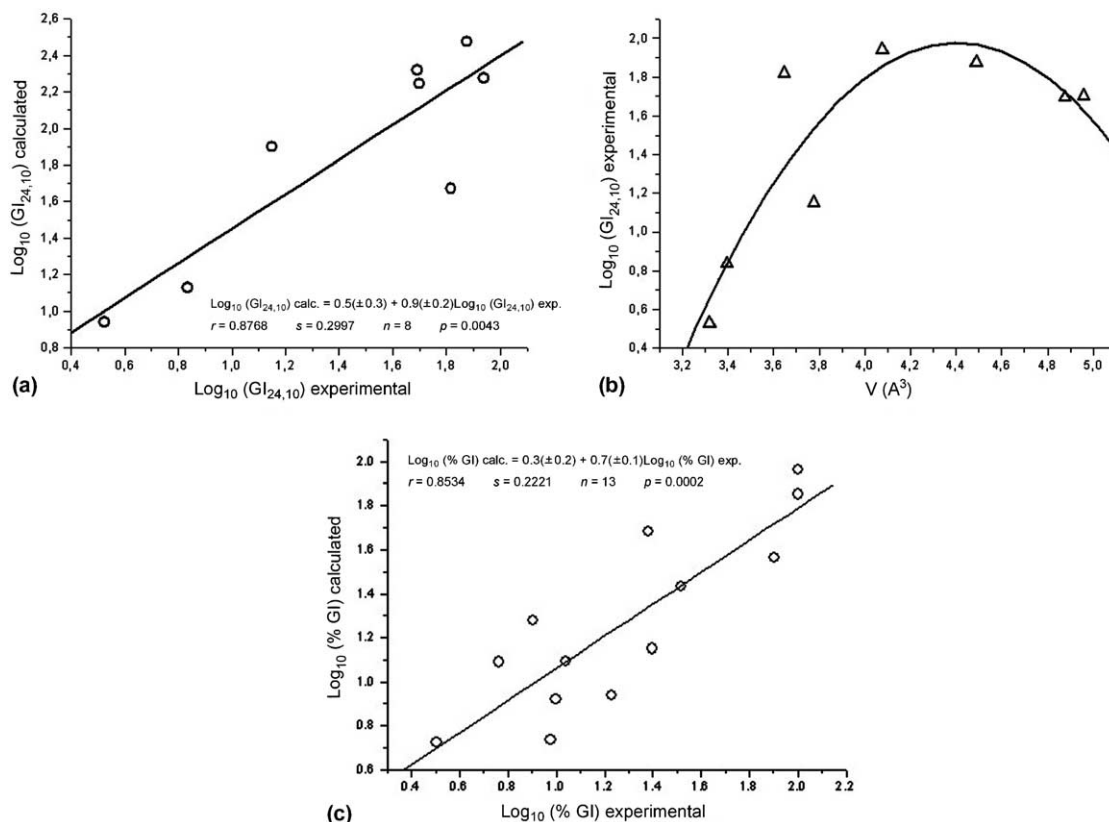 2,6
2,4
2,2
2,0
1,8
1,6
1,4
1,2
1,0
0,8
Log10 (GI24,10) calculated
Log10 (GI24,10) calc. = 0.5(±0.3) + 0.9(±0.2)Log10 (GI24,10) exp.
r = 0.8768 s = 0.2997 n = 8 p = 0.0043
0,4 0,6 0,8 1,0 1,2 1,4 1,6 1,8 2,0
(a)
Log10 (GI24,10) experimental
2,0
1,8
1,6
1,4
1,2
1,0
0,8
0,6
0,4
Log10 (GI24,10) experimental
3,2 3,4 3,6 3,8 4,0 4,2 4,4 4,6 4,8 5,0
(b)
V (A³)
Log10 (% GI) calc. = 0.3(±0.2) + 0.7(±0.1)Log10 (% GI) exp.
r = 0.8534 s = 0.2221 n = 13 p = 0.0002
2.0
1.8
1.6
1.4
1.2
1.0
0.8
0.6
Log10 (% GI) calculated
0.4 0.6 0.8 1.0 1.2 1.4 1.6 1.8 2.0 2.2
(c)
Log10 (% GI) experimental